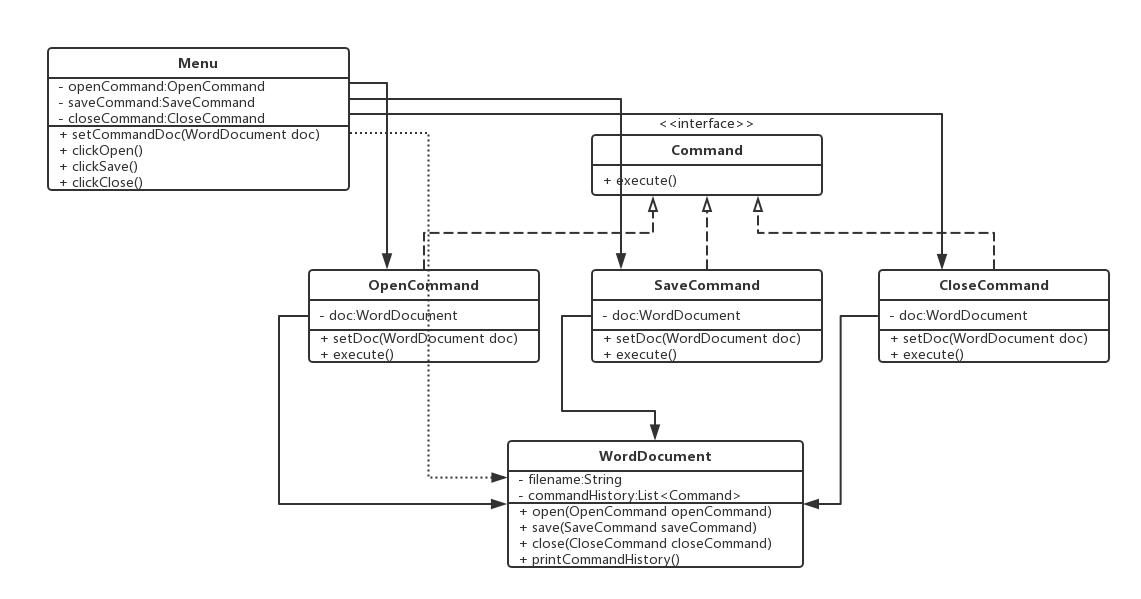 Menu
- openCommand:OpenCommand
- saveCommand:SaveCommand
- closeCommand:CloseCommand
+ setCommandDoc(WordDocument doc)
+ clickOpen()
+ clickSave()
+ clickClose()
<<interface>>
Command
+ execute()
OpenCommand
- doc:WordDocument
+ setDoc(WordDocument doc)
+ execute()
SaveCommand
- doc:WordDocument
+ setDoc(WordDocument doc)
+ execute()
CloseCommand
- doc:WordDocument
+ setDoc(WordDocument doc)
+ execute()
WordDocument
- filename:String
- commandHistory:List<Command>
+ open(OpenCommand openCommand)
+ save(SaveCommand saveCommand)
+ close(CloseCommand closeCommand)
+ printCommandHistory()